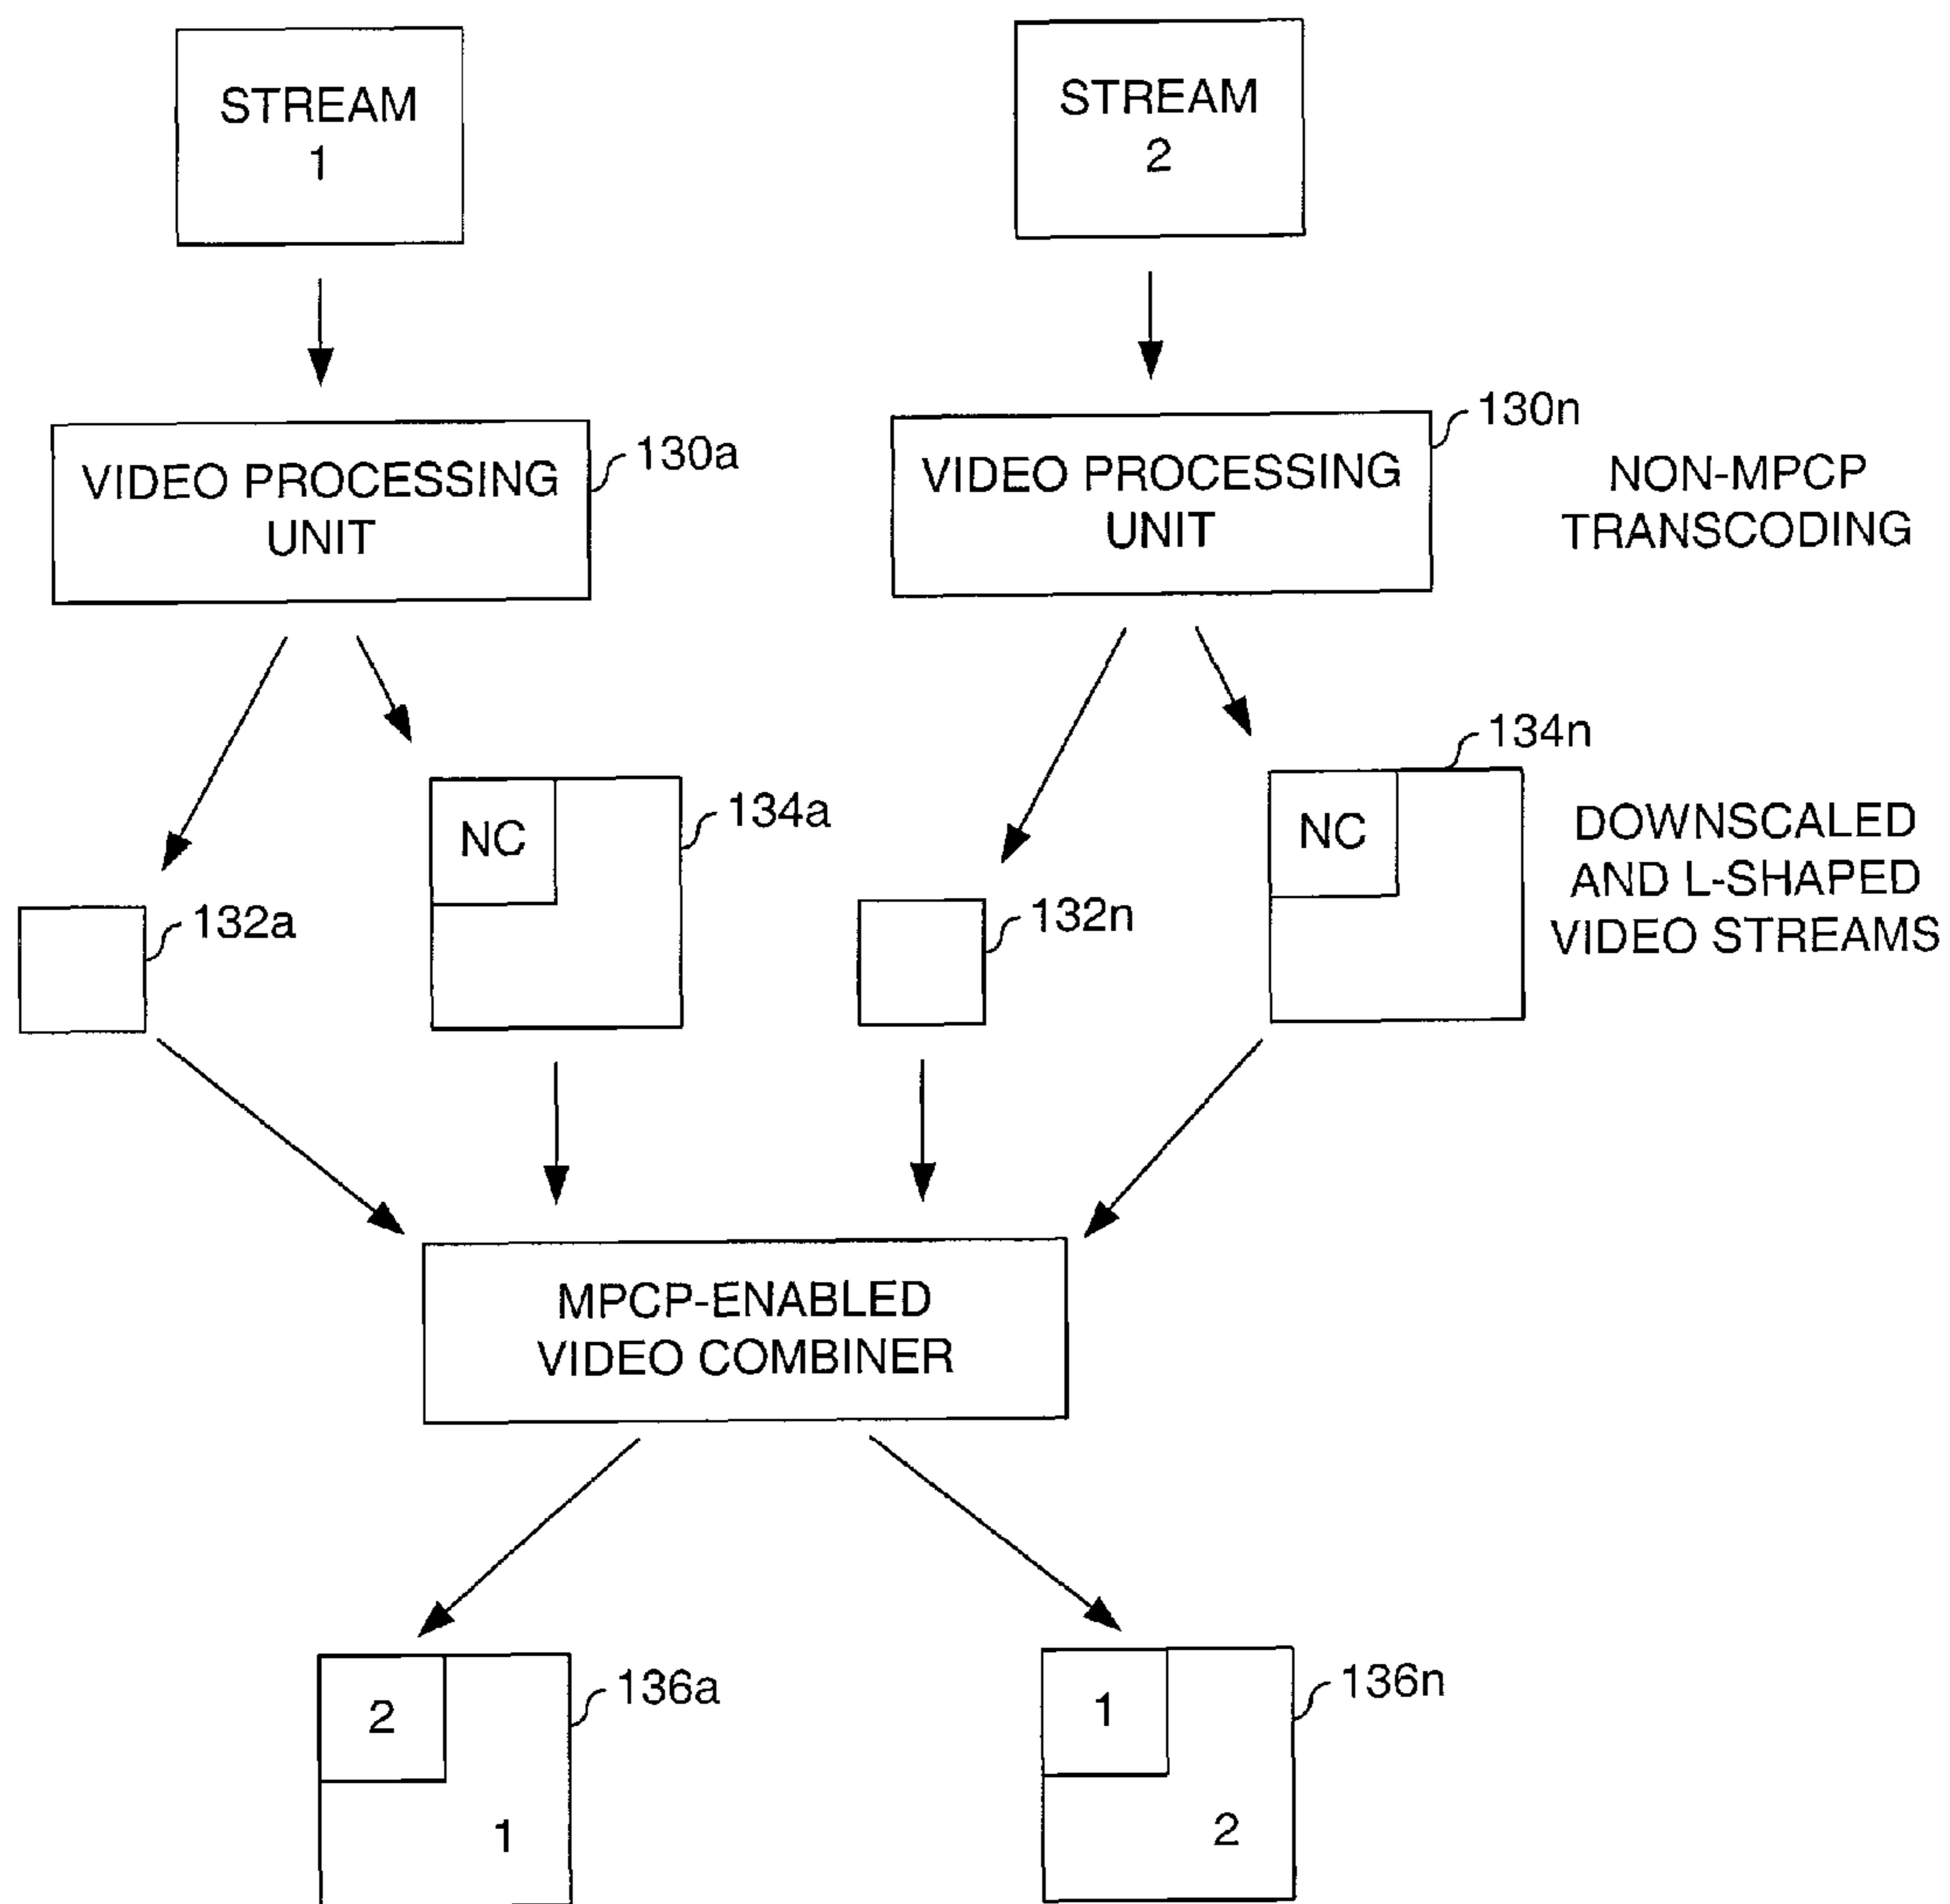 STREAM
1
STREAM
2
VIDEO PROCESSING
UNIT
130a
VIDEO PROCESSING
UNIT
130n
NON-MPCP
TRANSCODING
132a
NC
134a
132n
NC
134n
DOWNSCALED
AND L-SHAPED
VIDEO STREAMS
MPCP-ENABLED
VIDEO COMBINER
2
1
136a
1
2
136n